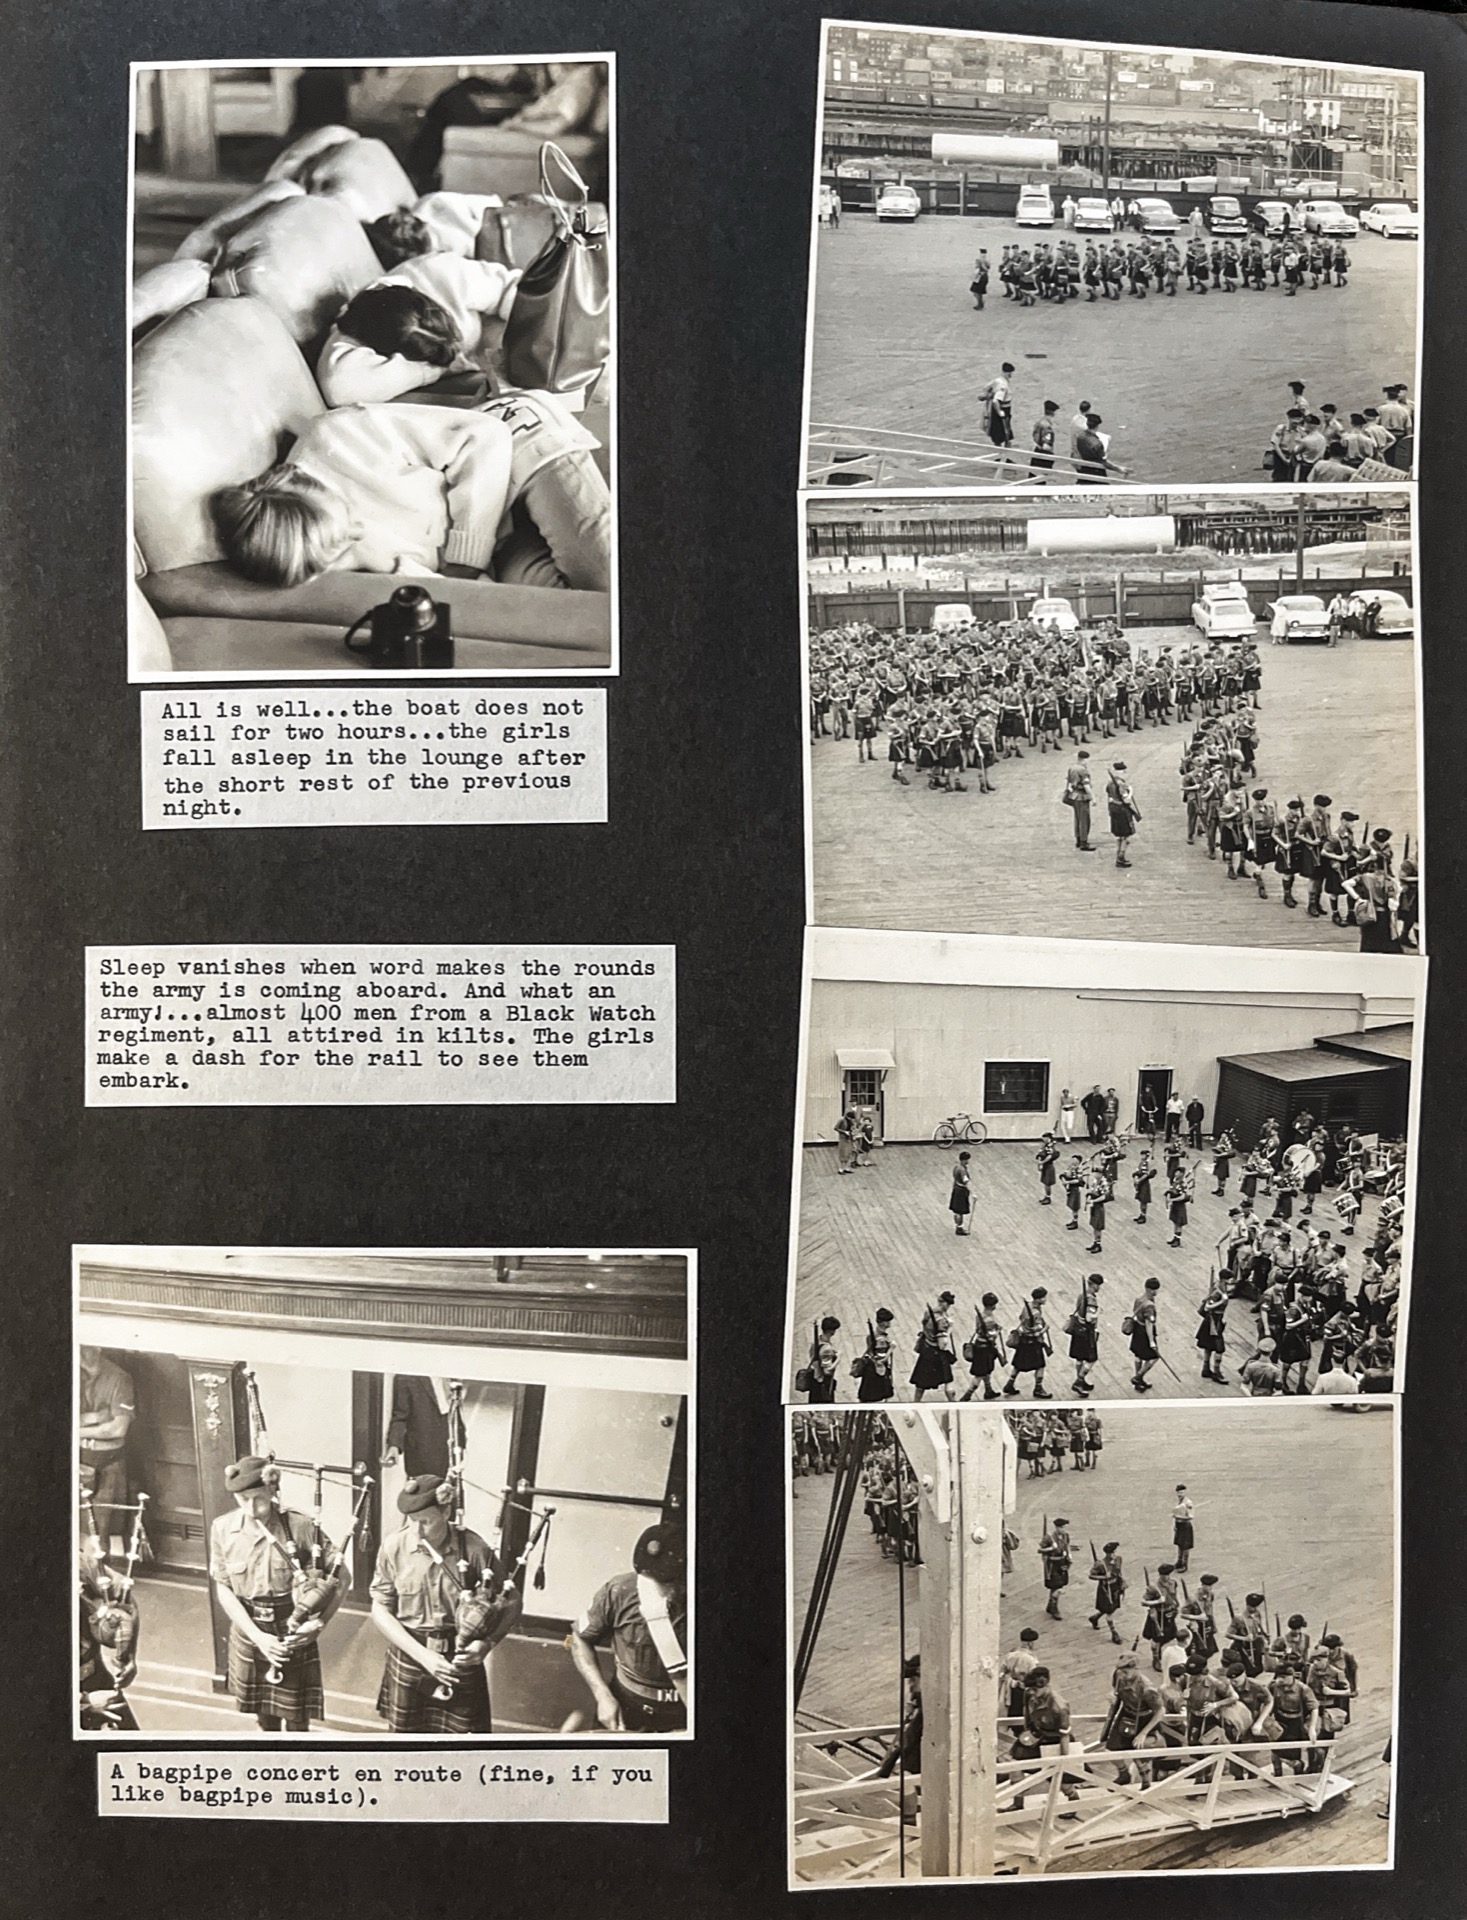 All is well...the boat does not
sail for two hours...the girls
fall asleep in the lounge after
the short rest of the previous
night.
Sleep vanishes when word makes the rounds
the army is coming aboard. And what an
army!...almost 400 men from a Black Watch
regiment, all attired in kilts. The girls
make a dash for the rail to see them
embark.
A bagpipe concert en route (fine, if you
like bagpipe music).